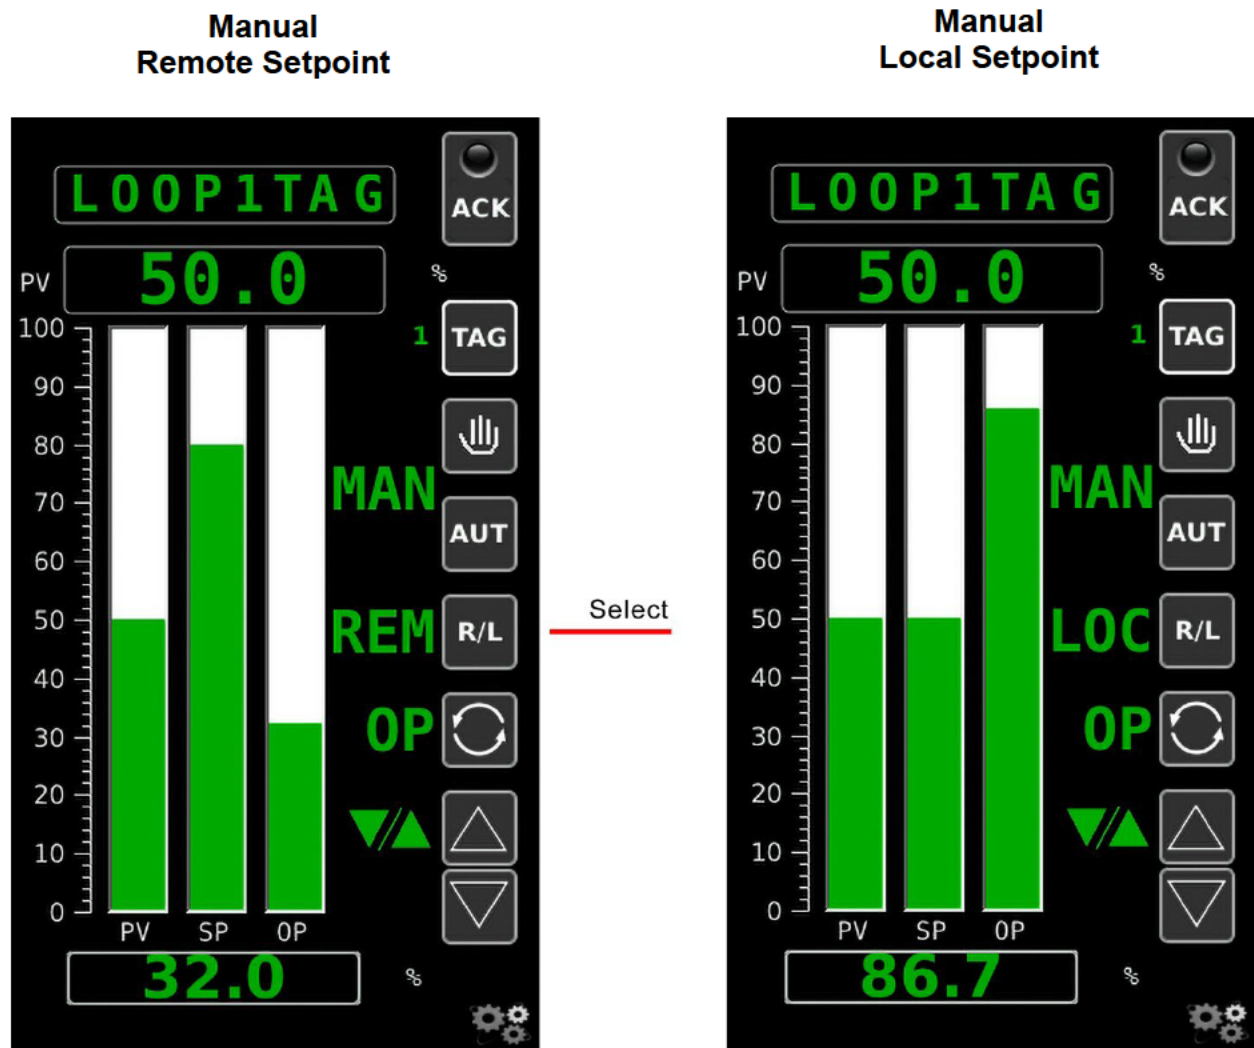 Manual
Remote Setpoint
LOOP1TAG
ACK
PV
50.0
%
100
90
80
70
60
50
40
30
20
10
0
1
TAG
MAN
AUT
REM
R/L
OP
PV SP OP
32.0
%
Select
Manual
Local Setpoint
LOOP1TAG
ACK
PV
50.0
%
100
90
80
70
60
50
40
30
20
10
0
1
TAG
MAN
AUT
LOC
R/L
OP
PV SP OP
86.7
%